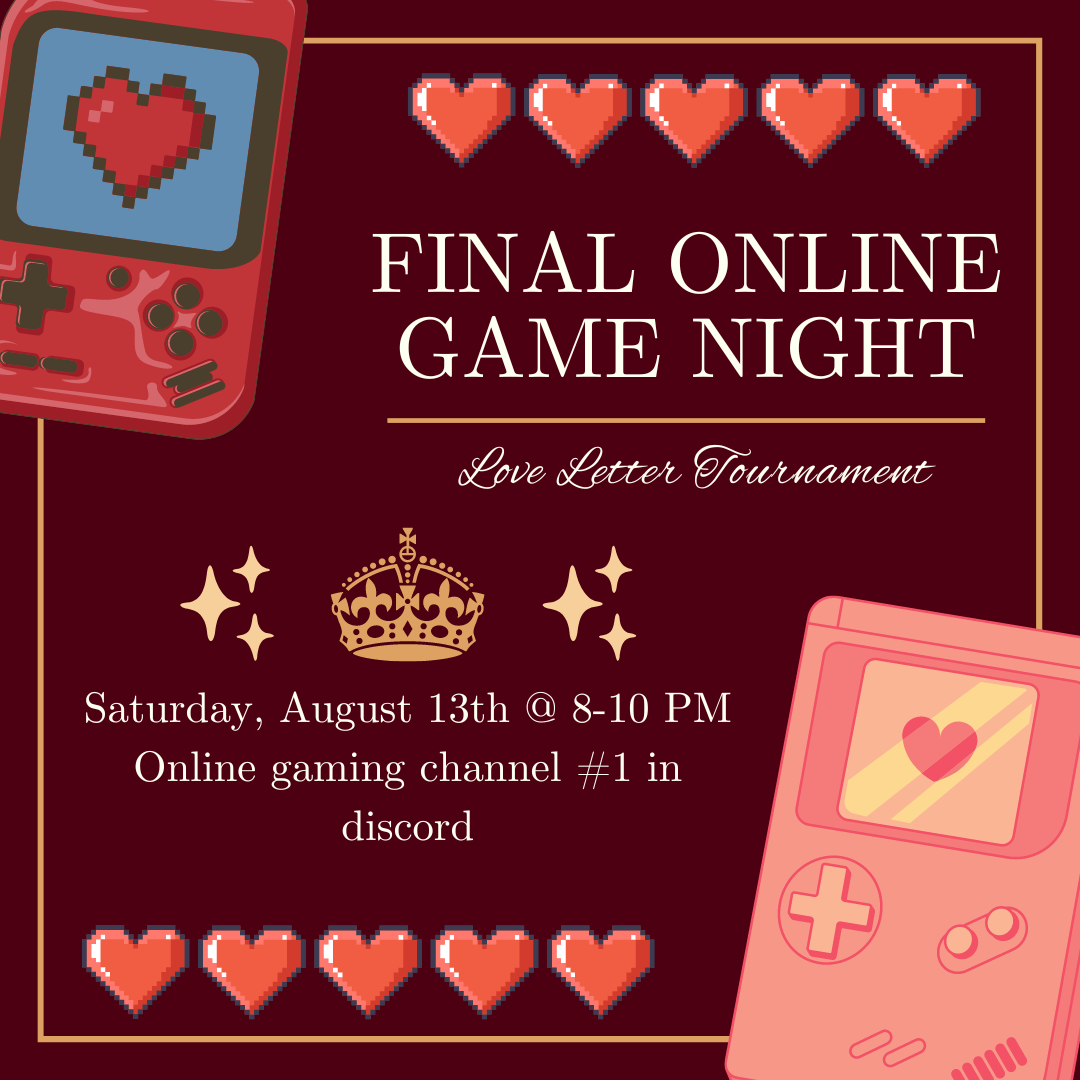 FINAL ONLINE
GAME NIGHT
Love Letter Tournament
Saturday, August 13th @ 8-10 PM
Online gaming channel #1 in
discord